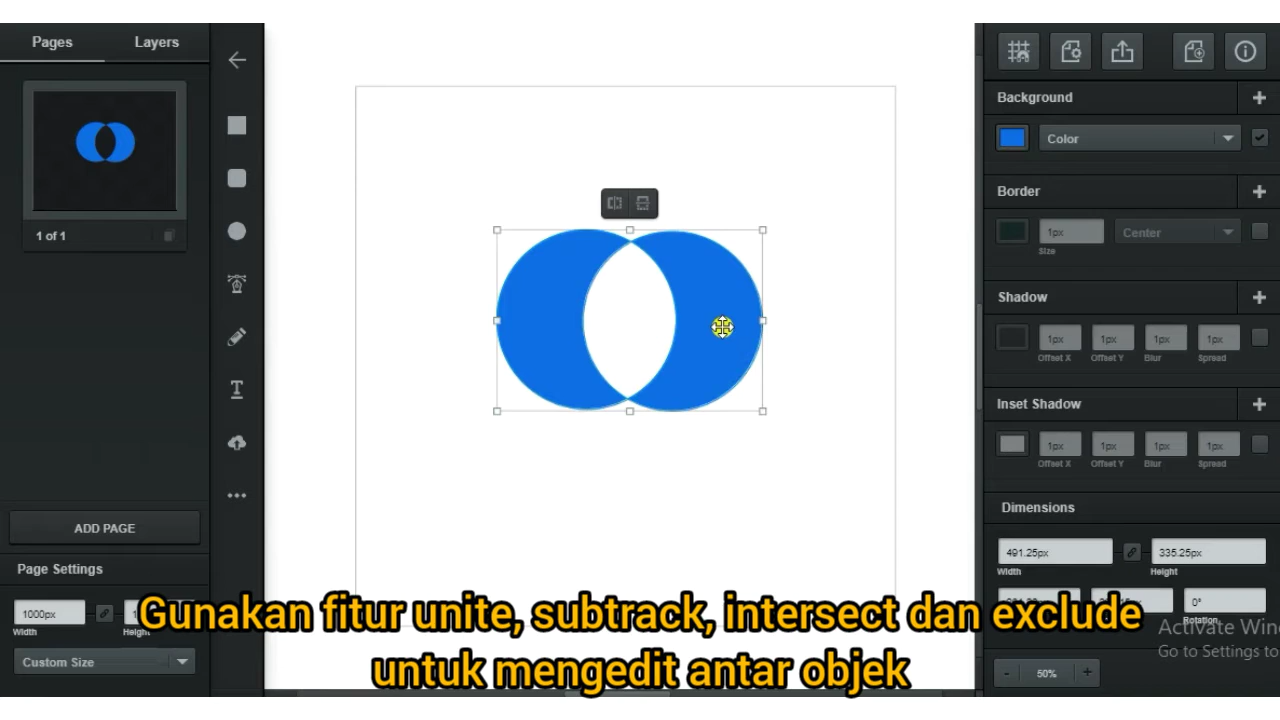 Pages
Layers
1 of 1
ADD PAGE
Page Settings
1000px
Width
Height
Custom Size
Background
Color
Border
1px
Center
Size
Shadow
1px 1px 1px 1px
Offset X Offset Y Blur Spread
Inset Shadow
1px 1px 1px 1px
Offset X Offset Y Blur Spread
Dimensions
491.25px
335.25px
Width
Height
0°
Rotation
- 50% +
Activate Win
Go to Settings to
Gunakan fitur unite, subtrack, intersect dan exclude
untuk mengedit antar objek